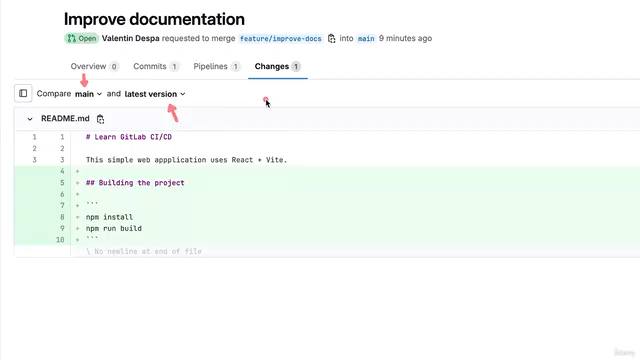 Improve documentation
Open Valentin Despa requested to merge feature/improve-docs into main 9 minutes ago
Overview 0 Commits 1 Pipelines 1 Changes 1
Compare main and latest version
README.md
1 1 # Learn GitLab CI/CD
2 2
3 3 This simple web appplication uses React + Vite.
4 +
5 + ## Building the project
6 +
7 + ```
8 + npm install
9 + npm run build
10 + ```
\ No newline at end of file
Udemy